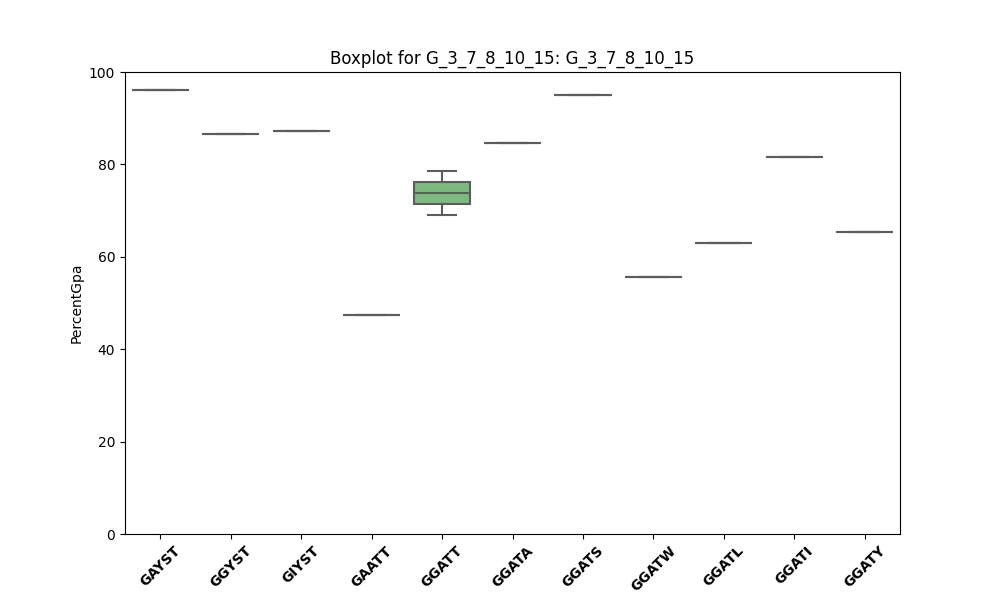 Boxplot for G_3_7_8_10_15: G_3_7_8_10_15
100
80
60
40
20
0
PercentGpa
GAYST
GGYST
GIYST
GAATT
GGATT
GGATA
GGATS
GGATW
GGATL
GGATI
GGATY